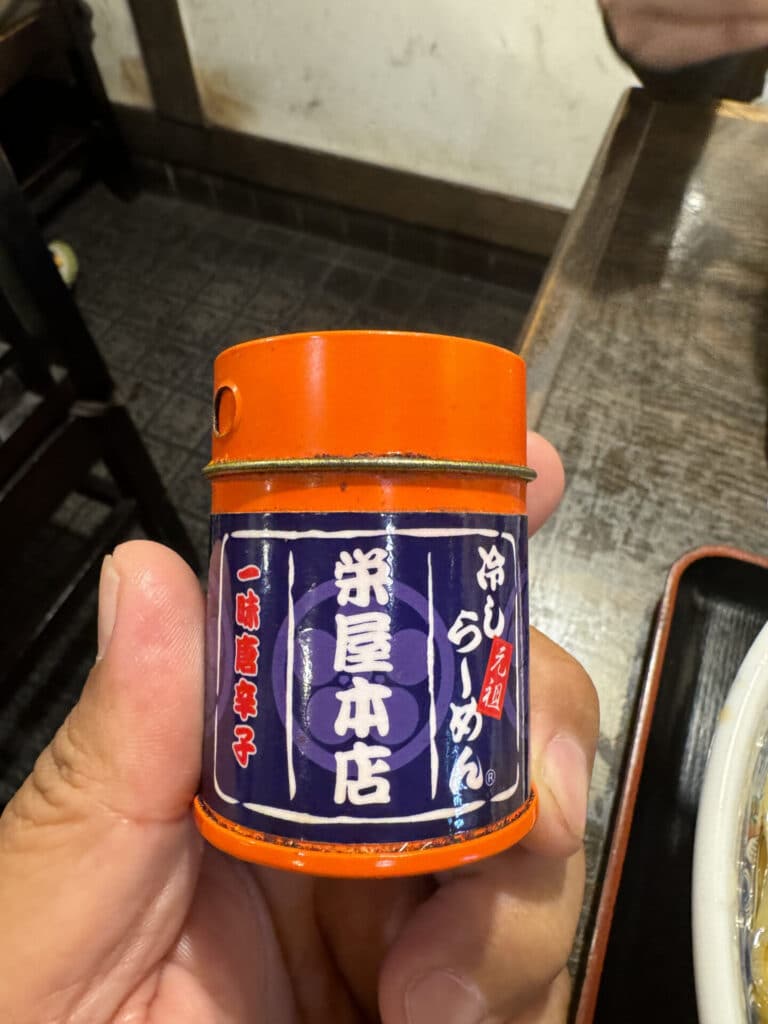 冷しらーめん®
元祖
栄屋本店
一味唐辛子